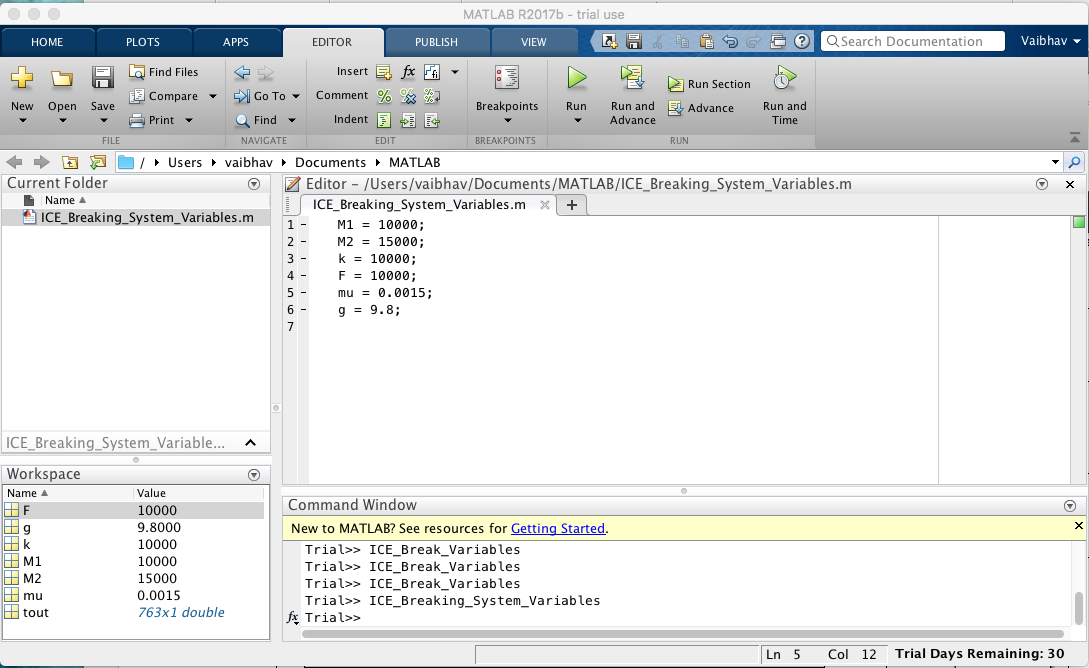 MATLAB R2017b - trial use
HOME PLOTS APPS EDITOR PUBLISH VIEW Search Documentation Vaibhav
New Open Save Find Files Compare Print
FILE
Go To Find
NAVIGATE
Insert fx
Comment
Indent
EDIT
Breakpoints
BREAKPOINTS
Run Run and Advance Run Section Advance Run and Time
RUN
/ Users vaibhav Documents MATLAB
Current Folder
Name
ICE_Breaking_System_Variables.m
ICE_Breaking_System_Variable...
Workspace
Name Value
F 10000
g 9.8000
k 10000
M1 10000
M2 15000
mu 0.0015
tout 763x1 double
Editor - /Users/vaibhav/Documents/MATLAB/ICE_Breaking_System_Variables.m
ICE_Breaking_System_Variables.m
1 - M1 = 10000;
2 - M2 = 15000;
3 - k = 10000;
4 - F = 10000;
5 - mu = 0.0015;
6 - g = 9.8;
7
Command Window
New to MATLAB? See resources for Getting Started.
Trial>> ICE_Break_Variables
Trial>> ICE_Break_Variables
Trial>> ICE_Break_Variables
Trial>> ICE_Breaking_System_Variables
fx Trial>>
Ln 5 Col 12 Trial Days Remaining: 30